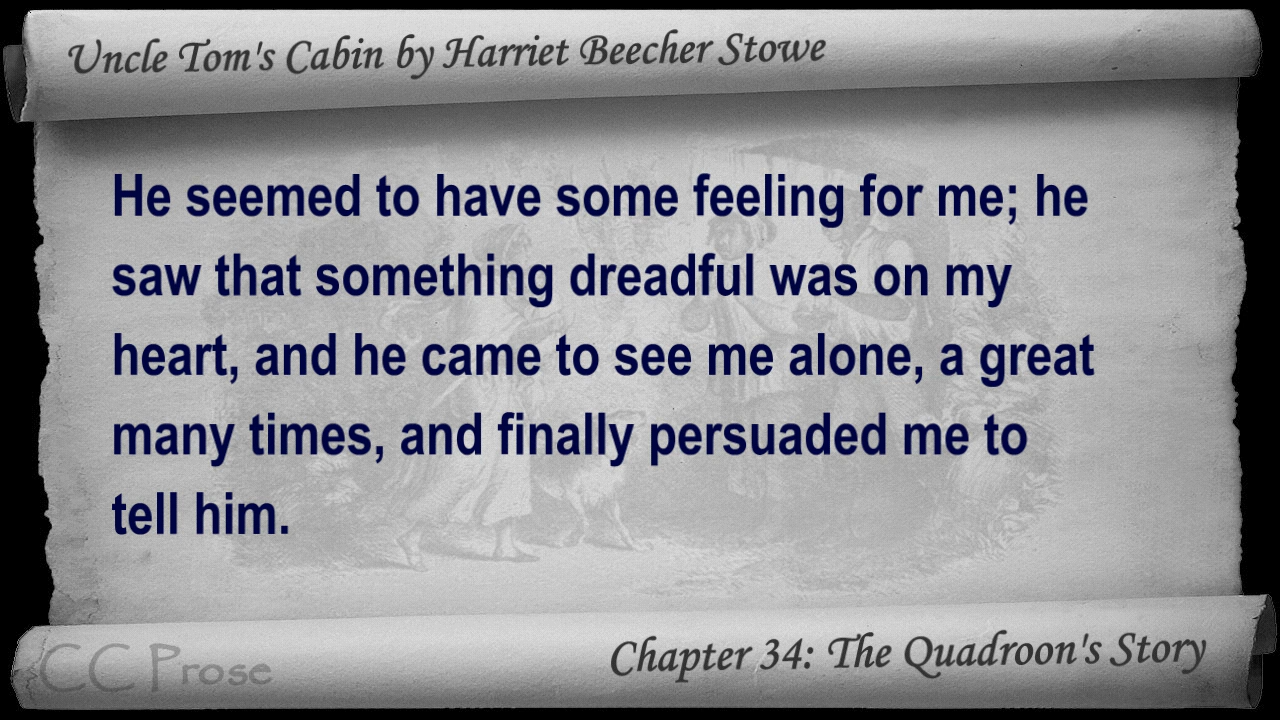 Uncle Tom's Cabin by Harriet Beecher Stowe
He seemed to have some feeling for me; he
saw that something dreadful was on my
heart, and he came to see me alone, a great
many times, and finally persuaded me to
tell him.
CC Prose
Chapter 34: The Quadroon's Story